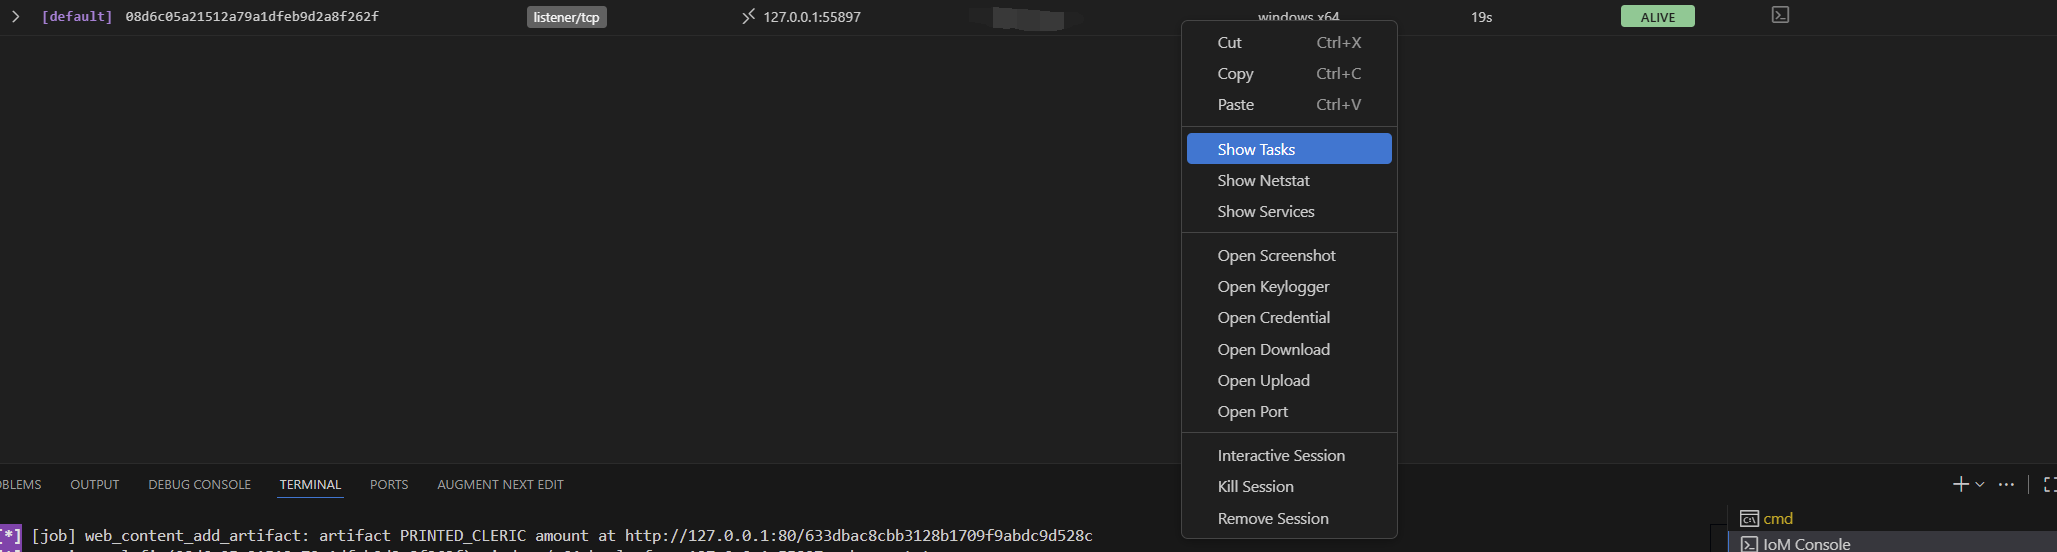 [default] 08d6c05a21512a79a1dfeb9d2a8f262f listener/tcp 127.0.0.1:55897 windows x64 19s ALIVE
Cut Ctrl+X
Copy Ctrl+C
Paste Ctrl+V
Show Tasks
Show Netstat
Show Services
Open Screenshot
Open Keylogger
Open Credential
Open Download
Open Upload
Open Port
Interactive Session
Kill Session
Remove Session
OBLEMS OUTPUT DEBUG CONSOLE TERMINAL PORTS AUGMENT NEXT EDIT
[*] [job] web_content_add_artifact: artifact PRINTED_CLERIC amount at http://127.0.0.1:80/633dbac8cbb3128b1709f9abdc9d528c
cmd
IoM Console